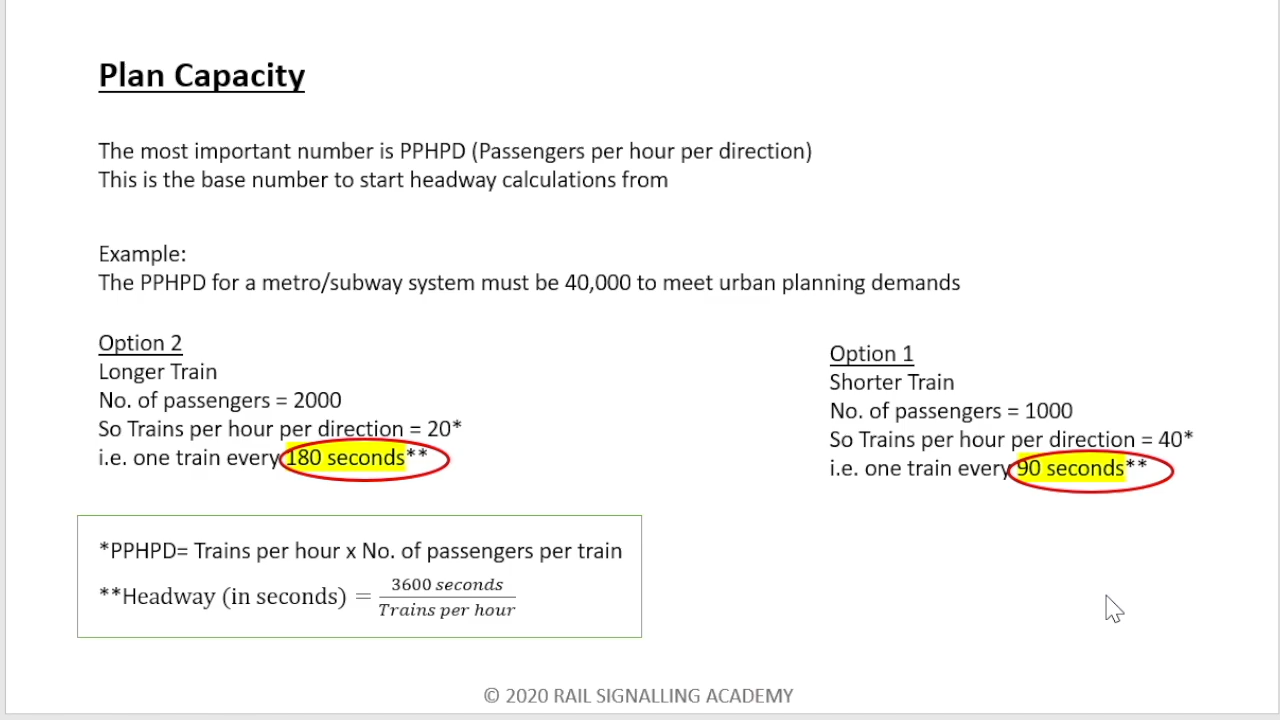 Plan Capacity
The most important number is PPHPD (Passengers per hour per direction)
This is the base number to start headway calculations from
Example:
The PPHPD for a metro/subway system must be 40,000 to meet urban planning demands
Option 2
Longer Train
No. of passengers = 2000
So Trains per hour per direction = 20*
i.e. one train every 180 seconds**
Option 1
Shorter Train
No. of passengers = 1000
So Trains per hour per direction = 40*
i.e. one train every 90 seconds**
*PPHPD= Trains per hour x No. of passengers per train
**Headway (in seconds) = 3600 seconds / Trains per hour
© 2020 RAIL SIGNALLING ACADEMY